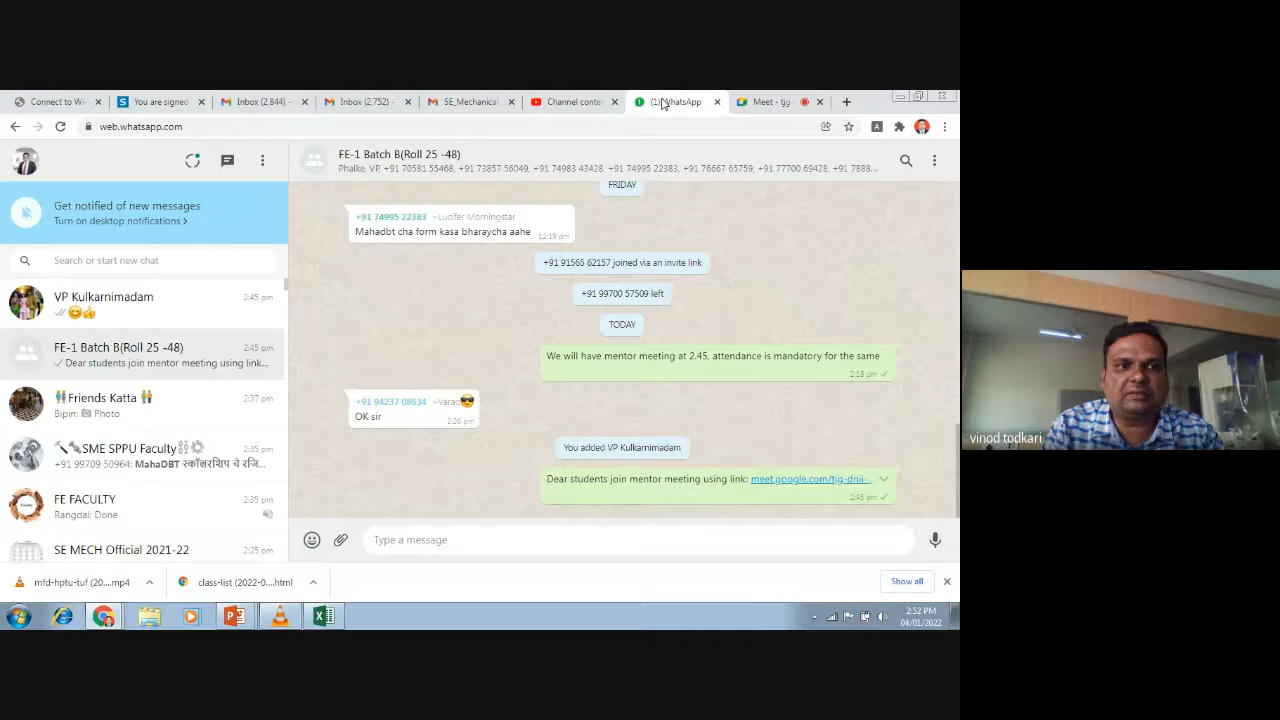 Connect to Wi-
You are signed
Inbox (2,844) -
Inbox (2,752) -
SE_Mechanical
Channel conte
(1) WhatsApp
Meet - tjg-
web.whatsapp.com
A
FE-1 Batch B(Roll 25 -48)
Phalke, VP, +91 70581 55468, +91 73857 56049, +91 74983 43428, +91 74995 22383, +91 76667 65759, +91 77700 69428, +91 7888...
Get notified of new messages
Turn on desktop notifications >
Search or start new chat
VP Kulkarnimadam
2:45 pm
FE-1 Batch B(Roll 25 -48)
2:45 pm
Dear students join mentor meeting using link...
Friends Katta
2:37 pm
Bipin: Photo
SME SPPU Faculty
2:35 pm
+91 99709 50964: MahaDBT स्कॉलरशिप चे रजि...
FE FACULTY
2:35 pm
Rangdal: Done
SE MECH Official 2021-22
2:25 pm
FRIDAY
+91 74995 22383 ~Lucifer Morningstar
Mahadbt cha form kasa bharaycha aahe
12:19 pm
+91 91565 62157 joined via an invite link
+91 99700 57509 left
TODAY
We will have mentor meeting at 2.45, attendance is mandatory for the same
2:18 pm
+91 94237 08634 ~Varad
OK sir
2:26 pm
You added VP Kulkarnimadam
Dear students join mentor meeting using link: meet.google.com/tjg-dnii-
2:45 pm
Type a message
mfd-hptu-tuf (20....mp4
class-list (2022-0....html
Show all
2:52 PM
04/01/2022
vinod todkari